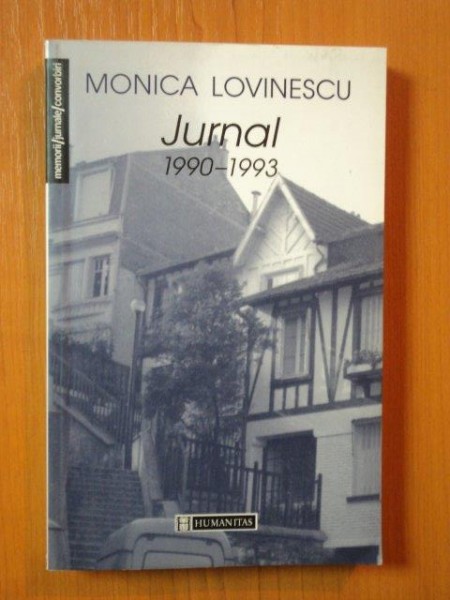 memorii/jurnale/convorbiri
MONICA LOVINESCU
Jurnal
1990–1993
HUMANITAS